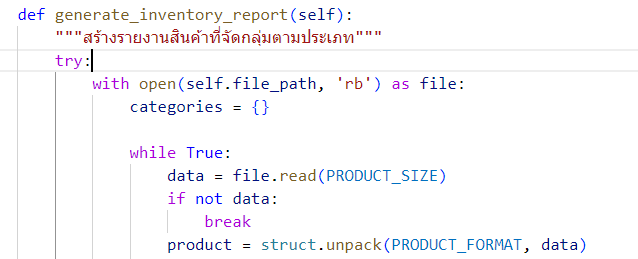 def generate_inventory_report(self):
"""สร้างรายงานสินค้าที่จัดกลุ่มตามประเภท"""
try:
with open(self.file_path, 'rb') as file:
categories = {}
while True:
data = file.read(PRODUCT_SIZE)
if not data:
break
product = struct.unpack(PRODUCT_FORMAT, data)